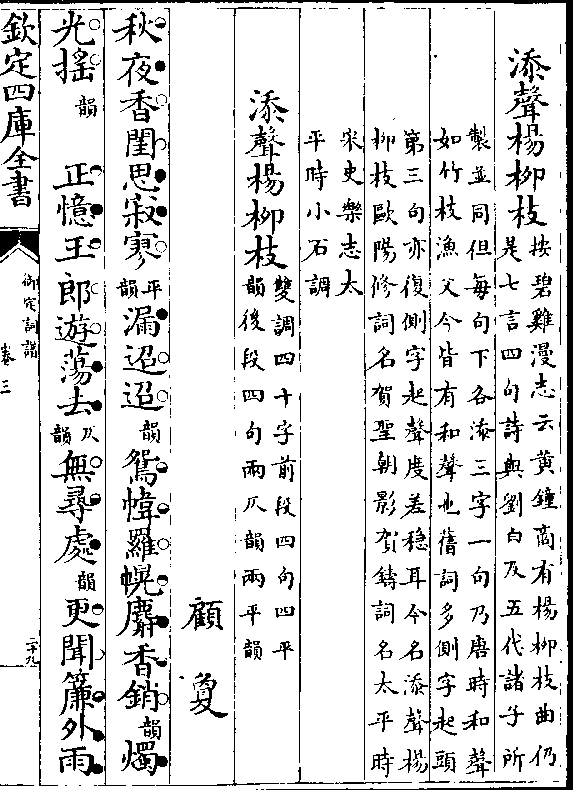 添聲楊柳枝 按碧雞漫志云黄鐘商有楊柳枝曲仍
是七言四句詩與劉白及五代諸子所
製並同但每句下各添三字一句乃唐時和聲
如竹枝漁父今皆有和聲也舊詞多側字起頭
第三句亦復側字起聲度差穏耳今名添聲楊
柳枝歐陽修詞名賀聖朝影賀鑄詞名太平時
宋史樂志太
平時小石調
添聲楊柳枝 雙調四十字前段四句四平
韻後段四句兩仄韻兩平韻
顧敻
秋夜香閨思寂寥 平韻 漏迢迢 韻 鴛幃羅幌麝香銷 韻 燭
光揺 韻 正憶王郎遊蕩去 仄韻 無尋處 韻 更聞簾外雨
欽定四庫全書 御定詞譜 卷三 二十九